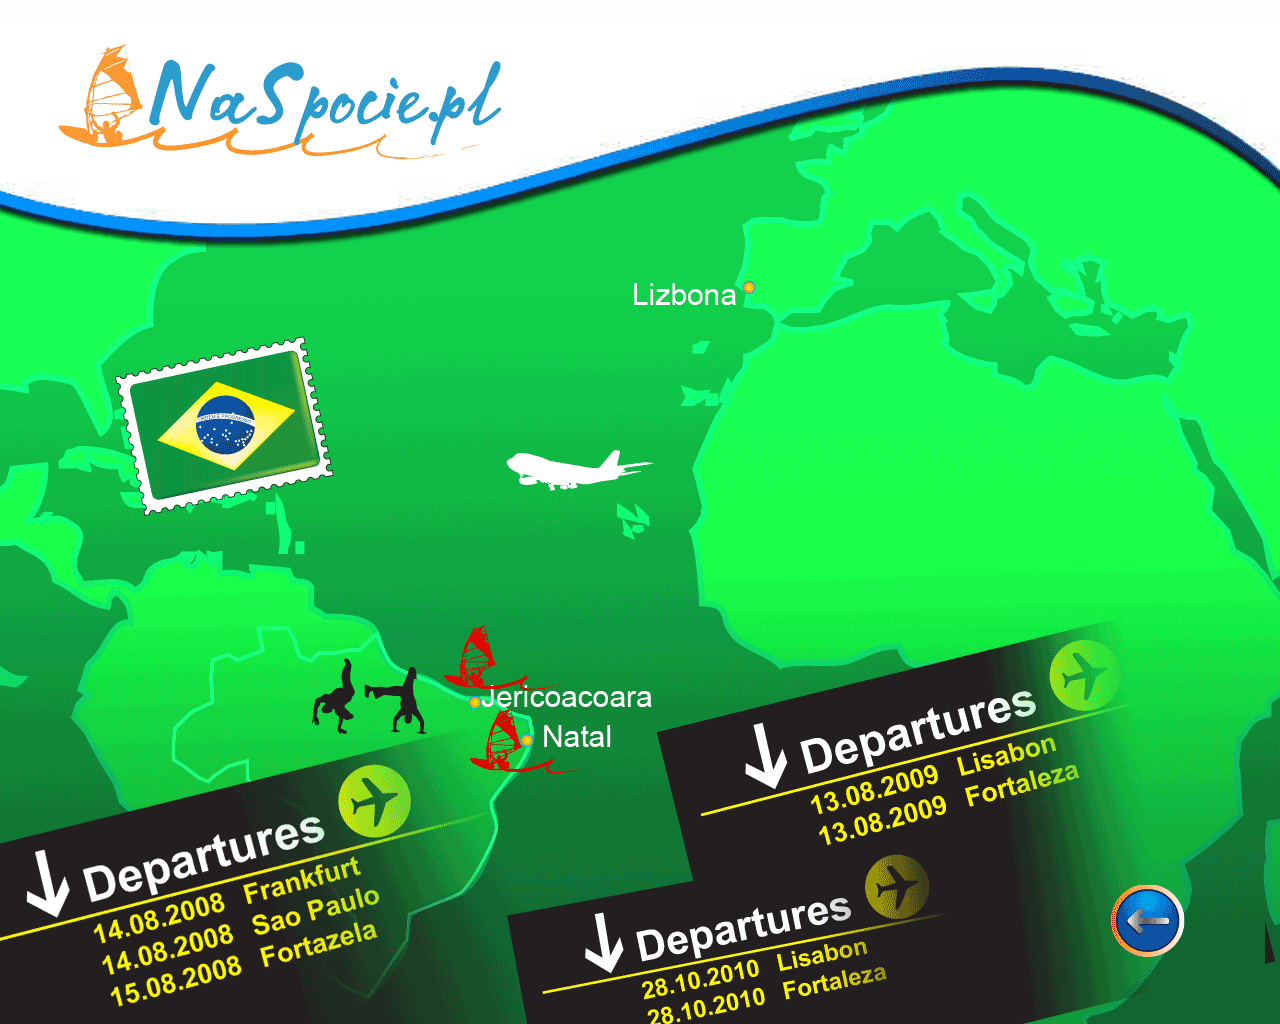 NaSpocie.pl
Lizbona
Jericoacoara
Natal
Departures
13.08.2009 Lisabon
13.08.2009 Fortaleza
Departures
14.08.2008 Frankfurt
14.08.2008 Sao Paulo
15.08.2008 Fortazela
Departures
28.10.2010 Lisabon
28.10.2010 Fortaleza